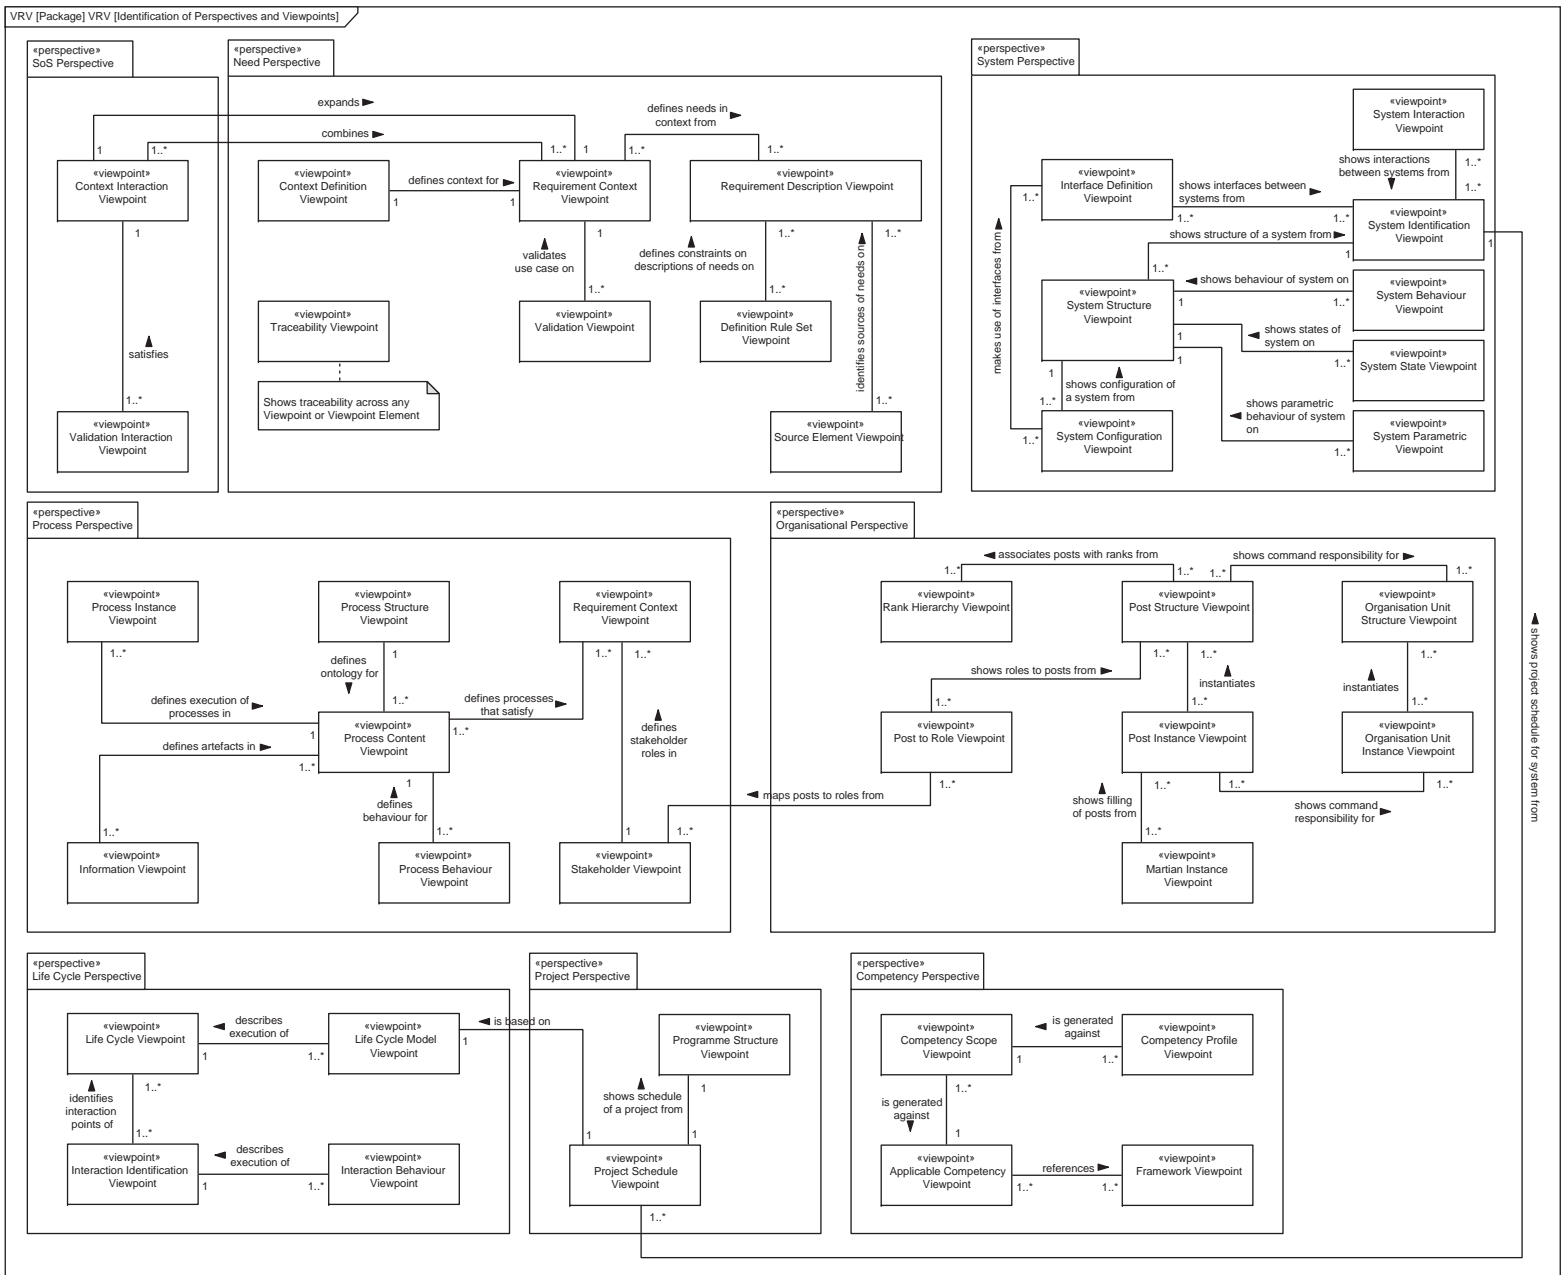 VRV [Package] VRV [Identification of Perspectives and Viewpoints]
«perspective»
SoS Perspective
expands
combines
1
1..*
«viewpoint»
Context Interaction
Viewpoint
1
satisfies
1..*
«viewpoint»
Validation Interaction
Viewpoint
«perspective»
Need Perspective
defines needs in
context from
1..*
1
1..*
1..*
«viewpoint»
Context Definition
Viewpoint
defines context for
1
1
«viewpoint»
Requirement Context
Viewpoint
«viewpoint»
Requirement Description Viewpoint
1
validates
use case on
1..*
defines constraints on
descriptions of needs on
1..*
1..*
identifies sources of needs on
1..*
1..*
«viewpoint»
Traceability Viewpoint
«viewpoint»
Validation Viewpoint
«viewpoint»
Definition Rule Set
Viewpoint
Shows traceability across any
Viewpoint or Viewpoint Element
«viewpoint»
Source Element Viewpoint
«perspective»
System Perspective
«viewpoint»
System Interaction
Viewpoint
1..*
shows interactions
between systems from
1..*
«viewpoint»
Interface Definition
Viewpoint
shows interfaces between
systems from
1..*
1..*
1..*
«viewpoint»
System Identification
Viewpoint
1
shows structure of a system from
1
1..*
makes use of interfaces from
«viewpoint»
System Structure
Viewpoint
shows behaviour of system on
1
1..*
«viewpoint»
System Behaviour
Viewpoint
1
shows states of
system on
1..*
«viewpoint»
System State Viewpoint
1
1
shows configuration of
a system from
1..*
1..*
«viewpoint»
System Configuration
Viewpoint
shows parametric
behaviour of system
on
1..*
«viewpoint»
System Parametric
Viewpoint
«perspective»
Process Perspective
«viewpoint»
Process Instance
Viewpoint
«viewpoint»
Process Structure
Viewpoint
«viewpoint»
Requirement Context
Viewpoint
1..*
1
1..*
1..*
defines
ontology for
defines execution of
processes in
1..*
defines processes
that satisfy
1
1..*
«viewpoint»
Process Content
Viewpoint
defines artefacts in
1..*
defines
stakeholder
roles in
1
defines
behaviour for
1..*
1..*
1
1..*
«viewpoint»
Information Viewpoint
«viewpoint»
Process Behaviour
Viewpoint
«viewpoint»
Stakeholder Viewpoint
maps posts to roles from
«perspective»
Organisational Perspective
associates posts with ranks from
shows command responsibility for
1..*
1..*
1..*
1..*
«viewpoint»
Rank Hierarchy Viewpoint
«viewpoint»
Post Structure Viewpoint
«viewpoint»
Organisation Unit
Structure Viewpoint
1..*
1..*
1..*
shows roles to posts from
instantiates
instantiates
1..*
1..*
1..*
«viewpoint»
Post to Role Viewpoint
«viewpoint»
Post Instance Viewpoint
«viewpoint»
Organisation Unit
Instance Viewpoint
1..*
1..*
1..*
1..*
shows filling
of posts from
shows command
responsibility for
1..*
«viewpoint»
Martian Instance
Viewpoint
shows project schedule for system from
«perspective»
Life Cycle Perspective
«viewpoint»
Life Cycle Viewpoint
describes
execution of
1
1..*
«viewpoint»
Life Cycle Model
Viewpoint
1
1..*
identifies
interaction
points of
1..*
«viewpoint»
Interaction Identification
Viewpoint
describes
execution of
1
1..*
«viewpoint»
Interaction Behaviour
Viewpoint
«perspective»
Project Perspective
is based on
«viewpoint»
Programme Structure
Viewpoint
1
shows schedule
of a project from
1
1
«viewpoint»
Project Schedule
Viewpoint
1..*
«perspective»
Competency Perspective
«viewpoint»
Competency Scope
Viewpoint
is generated
against
1
1..*
«viewpoint»
Competency Profile
Viewpoint
1..*
is generated
against
1
«viewpoint»
Applicable Competency
Viewpoint
references
1..*
1..*
«viewpoint»
Framework Viewpoint